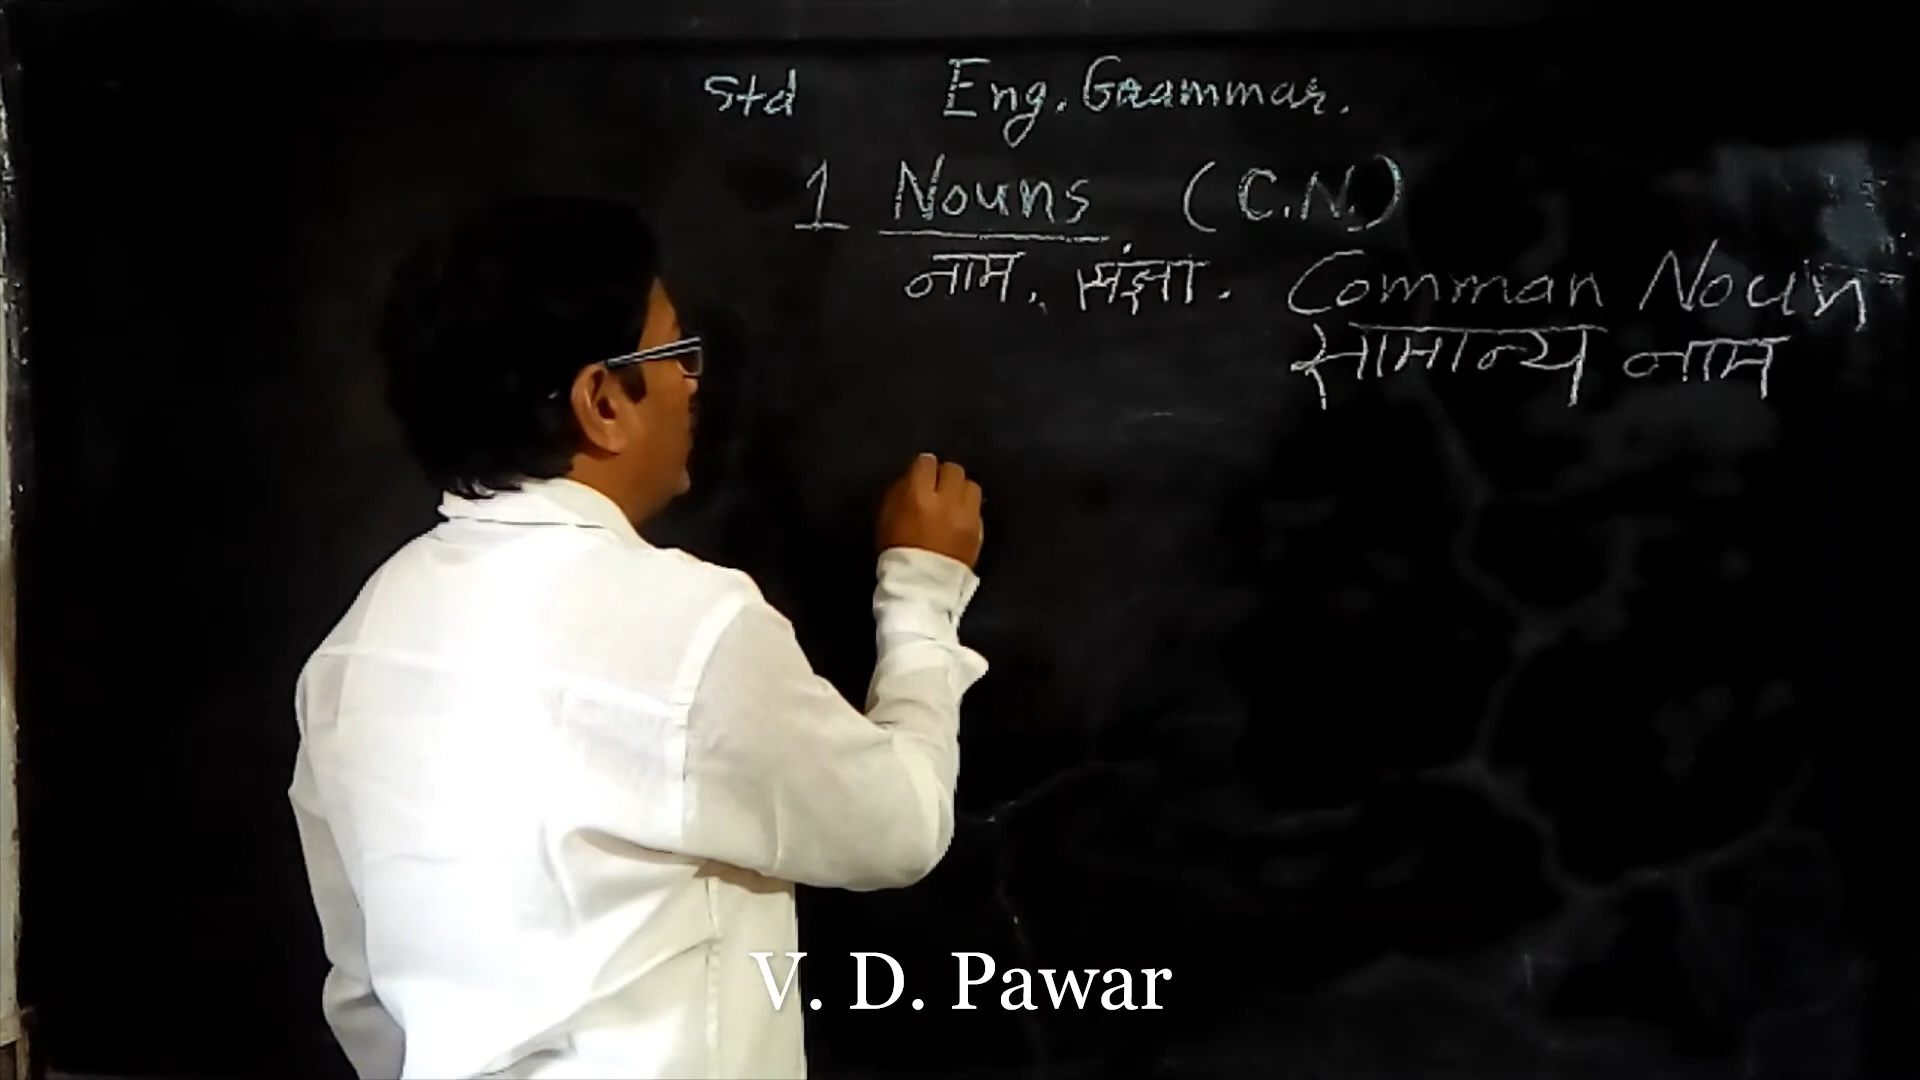 Std Eng. Grammar.
1 Nouns (C.N.)
नाम. संज्ञा. Comman Noun
सामान्य नाम
V. D. Pawar